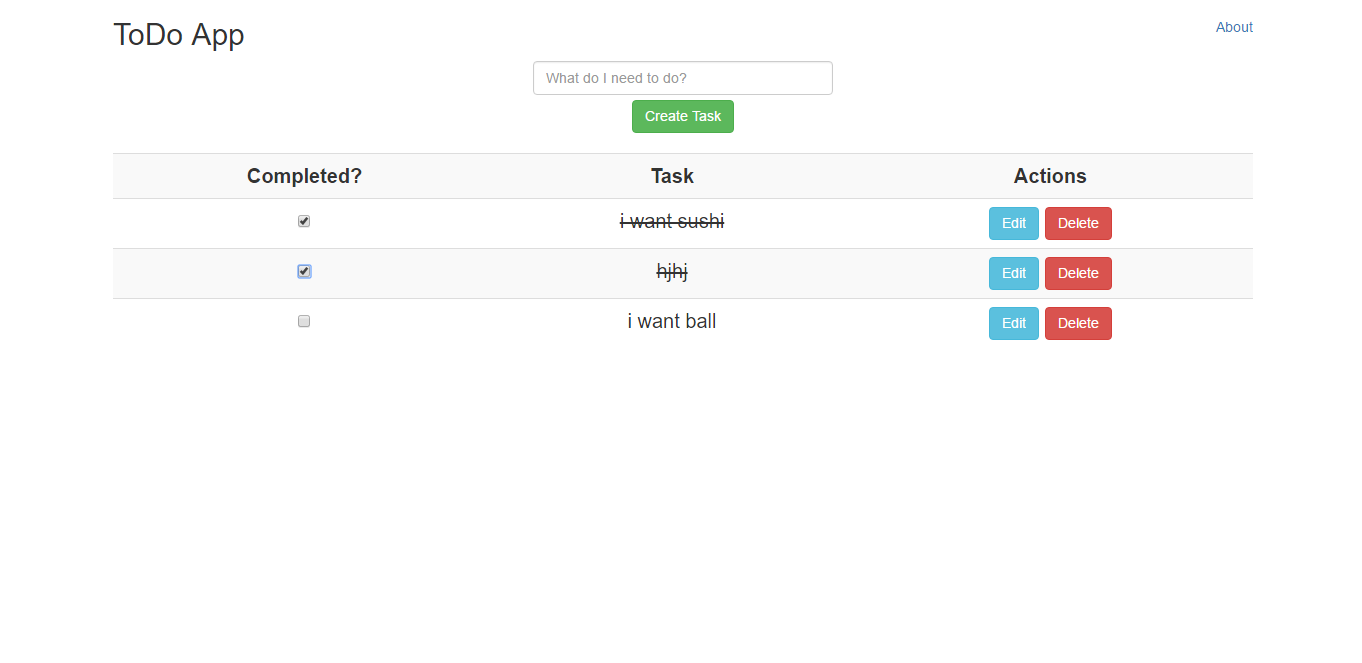 ToDo App
About
What do I need to do?
Create Task
Completed? Task Actions
i want sushi Edit Delete
hjhj Edit Delete
i want ball Edit Delete